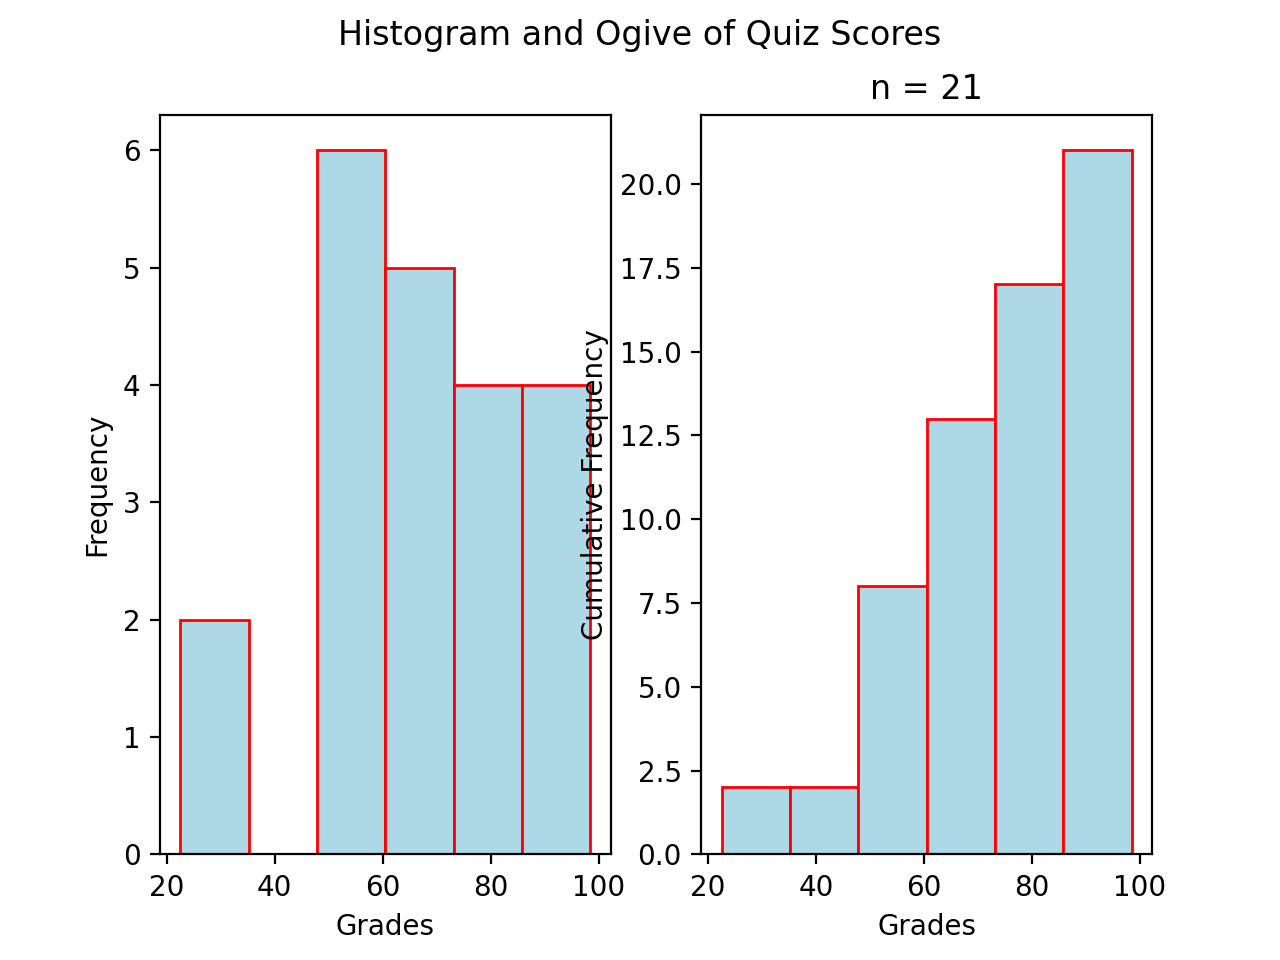 Histogram and Ogive of Quiz Scores
6
5
4
3
2
1
0
Frequency
20 40 60 80 100
Grades
n = 21
20.0
17.5
15.0
12.5
10.0
7.5
5.0
2.5
0.0
Cumulative Frequency
20 40 60 80 100
Grades